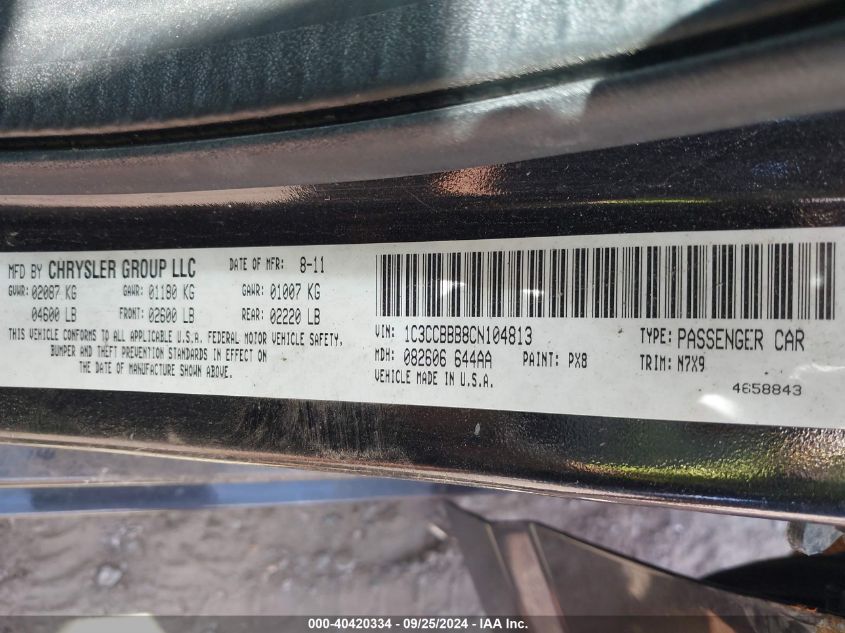 MFD BY CHRYSLER GROUP LLC DATE OF MFR: 8-11
GVWR: 02087 KG GAWR: 01180 KG GAWR: 01007 KG
04600 LB FRONT: 02600 LB REAR: 02220 LB
THIS VEHICLE CONFORMS TO ALL APPLICABLE U.S.A. FEDERAL MOTOR VEHICLE SAFETY,
BUMPER AND THEFT PREVENTION STANDARDS IN EFFECT ON
THE DATE OF MANUFACTURE SHOWN ABOVE.
VIN: 1C3CCBBB8CN104813 TYPE: PASSENGER CAR
MDH: 082606 644AA PAINT: PX8 TRIM: N7X9
VEHICLE MADE IN U.S.A.
4658843
000-40420334 - 09/25/2024 - IAA Inc.